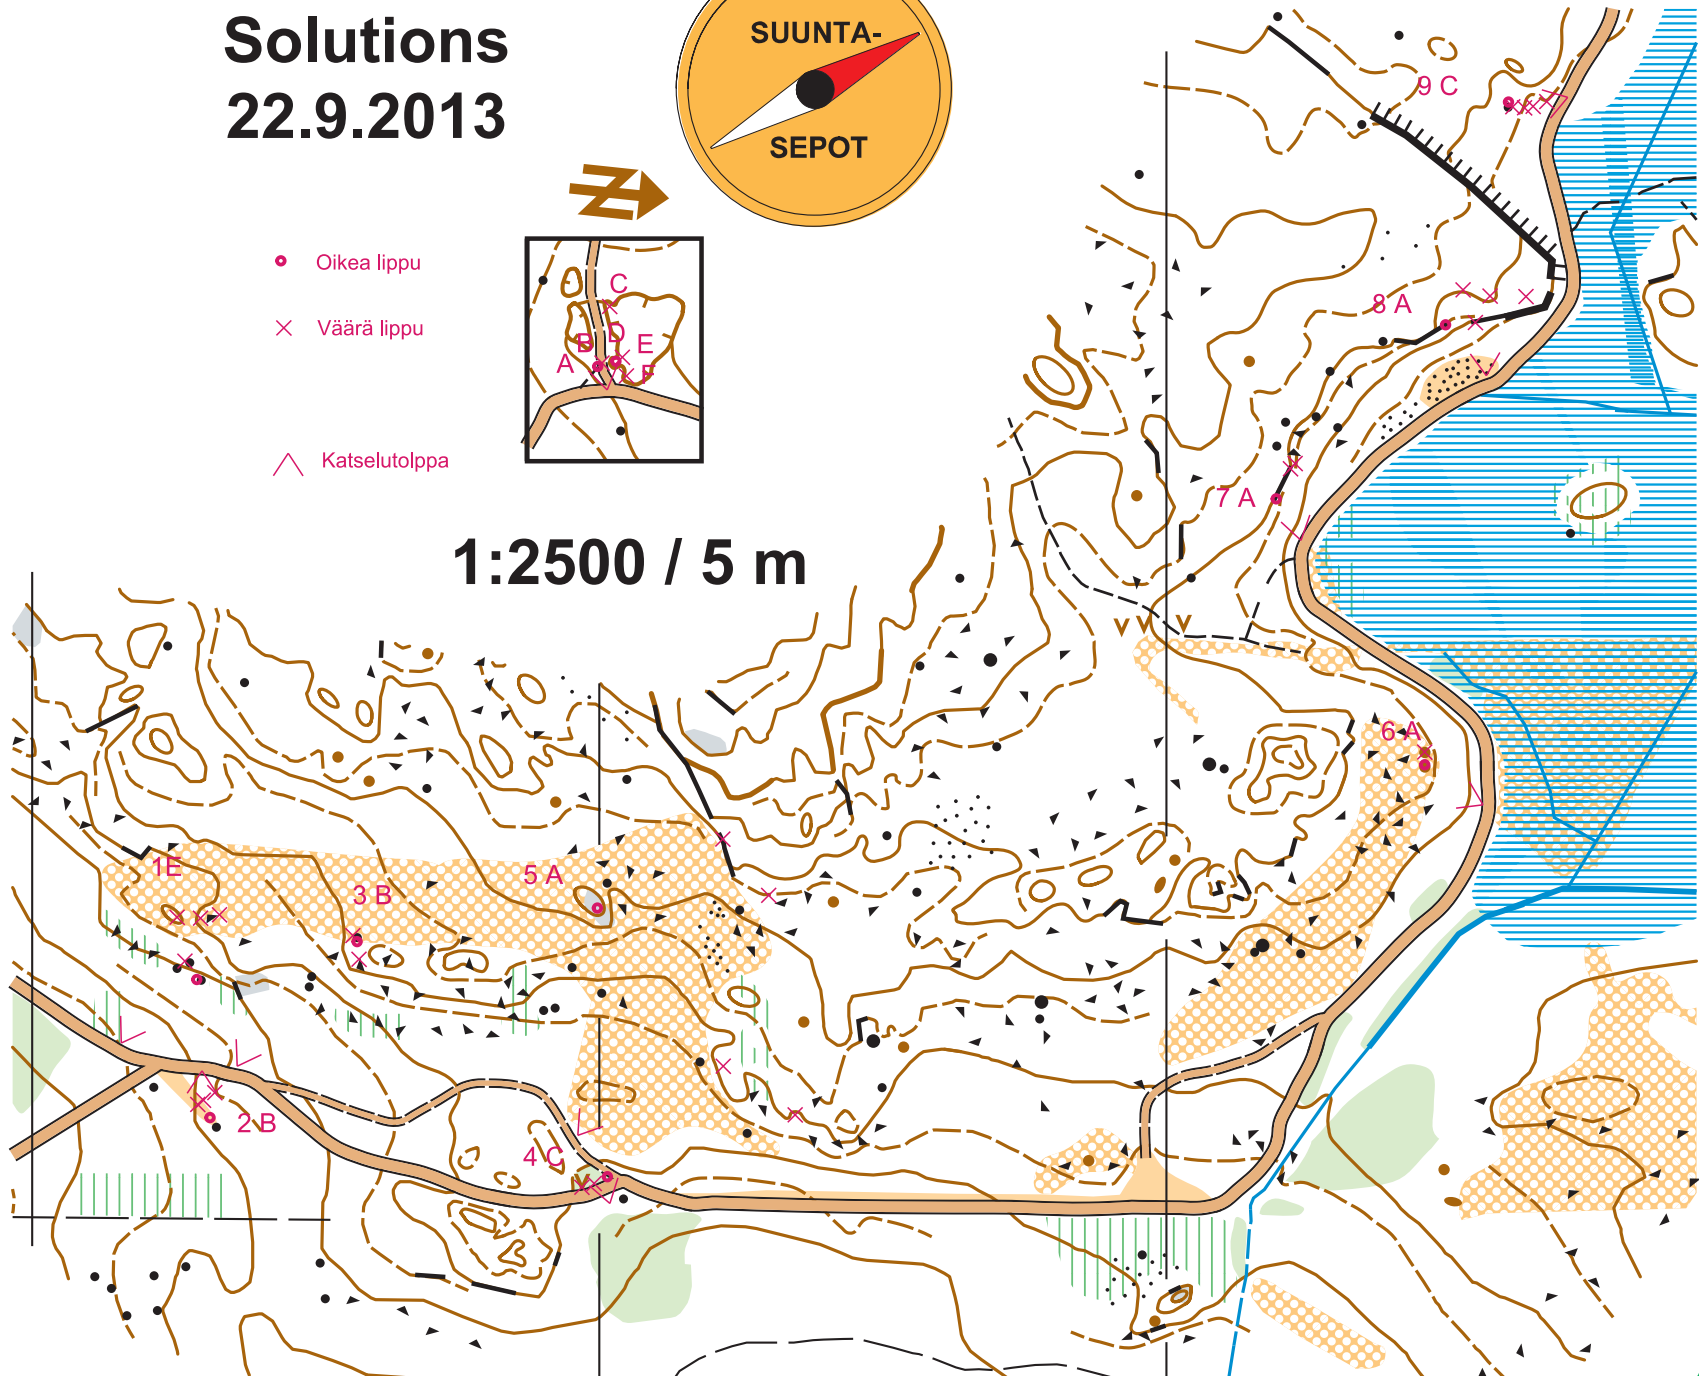 Solutions
22.9.2013
SUUNTA-
SEPOT
Oikea lippu
Väärä lippu
Katselutolppa
C
D
B
E
A
F
1:2500 / 5 m
9 C
8 A
7 A
6 A
5 A
1E
3 B
2 B
4 C